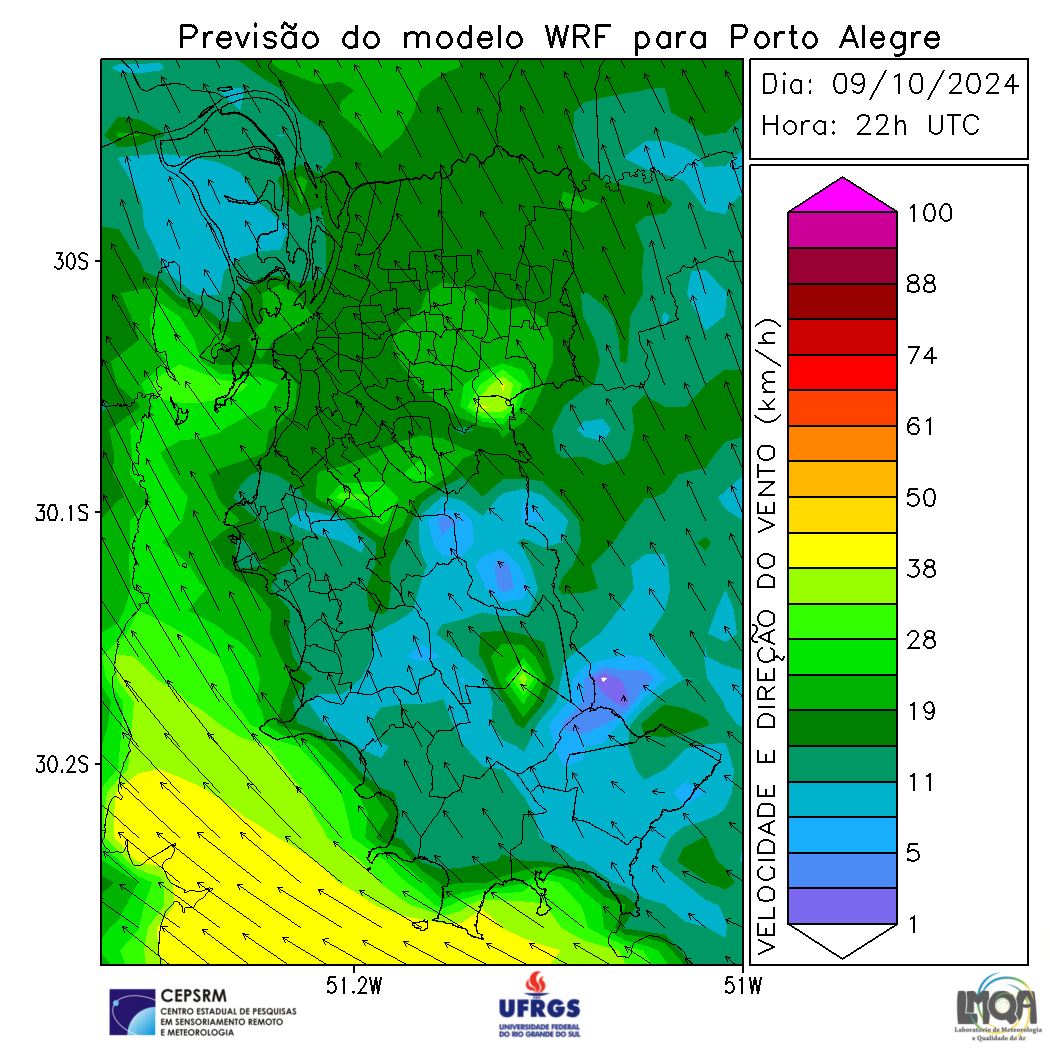 Previsão do modelo WRF para Porto Alegre
Dia: 09/10/2024
Hora: 22h UTC
30S
30.1S
30.2S
51.2W
51W
VELOCIDADE E DIREÇÃO DO VENTO (km/h)
100
88
74
61
50
38
28
19
11
5
1
CEPSRM
CENTRO ESTADUAL DE PESQUISAS
EM SENSORIAMENTO REMOTO
E METEOROLOGIA
UFRGS
UNIVERSIDADE FEDERAL
DO RIO GRANDE DO SUL
LMQA
Laboratório de Meteorologia
e Qualidade do Ar